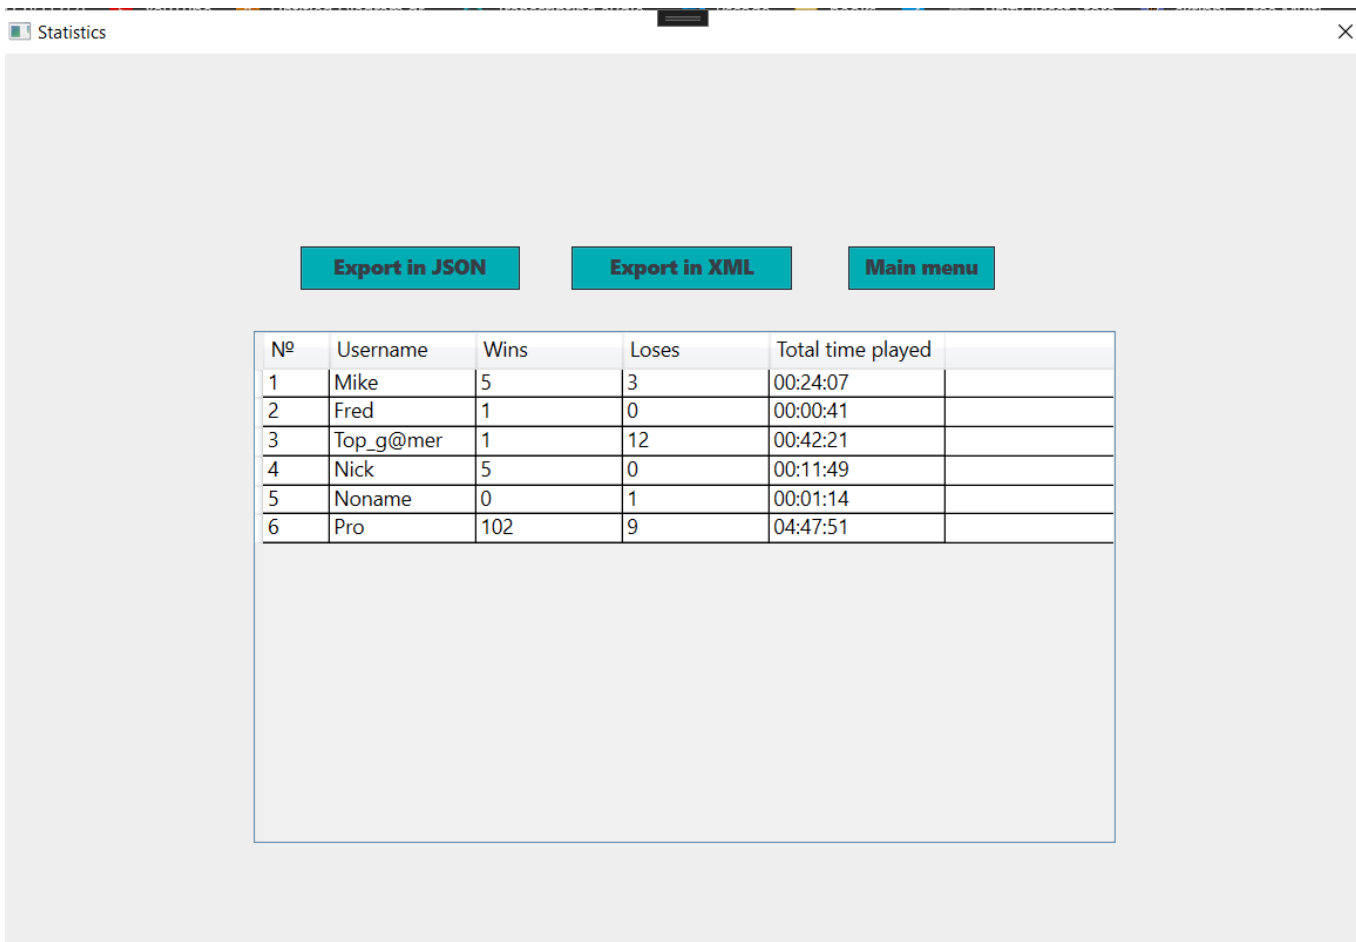 Statistics
Export in JSON Export in XML Main menu
Nº Username Wins Loses Total time played
1 Mike 5 3 00:24:07
2 Fred 1 0 00:00:41
3 Top_g@mer 1 12 00:42:21
4 Nick 5 0 00:11:49
5 Noname 0 1 00:01:14
6 Pro 102 9 04:47:51